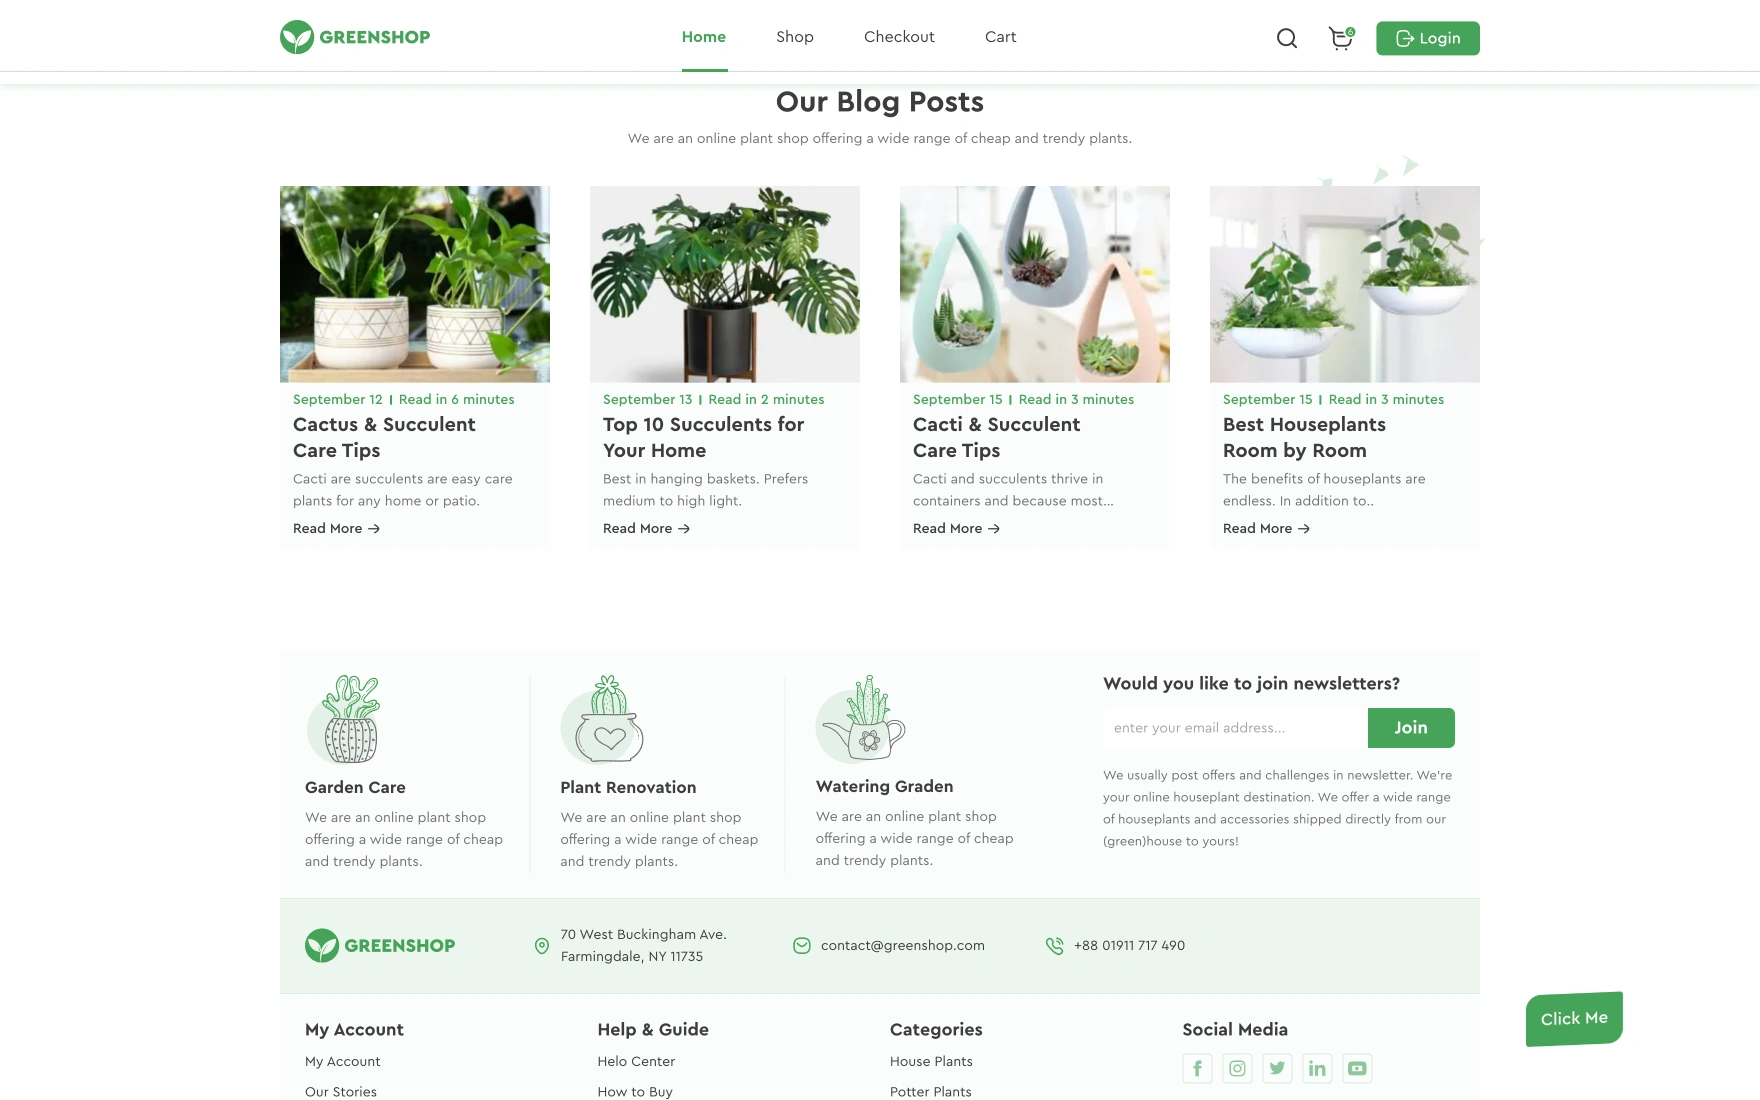 GREENSHOP
Home
Shop
Checkout
Cart
6
Login
Our Blog Posts
We are an online plant shop offering a wide range of cheap and trendy plants.
September 12 | Read in 6 minutes
Cactus & Succulent
Care Tips
Cacti are succulents are easy care
plants for any home or patio.
Read More
September 13 | Read in 2 minutes
Top 10 Succulents for
Your Home
Best in hanging baskets. Prefers
medium to high light.
Read More
September 15 | Read in 3 minutes
Cacti & Succulent
Care Tips
Cacti and succulents thrive in
containers and because most...
Read More
September 15 | Read in 3 minutes
Best Houseplants
Room by Room
The benefits of houseplants are
endless. In addition to..
Read More
Garden Care
We are an online plant shop
offering a wide range of cheap
and trendy plants.
Plant Renovation
We are an online plant shop
offering a wide range of cheap
and trendy plants.
Watering Graden
We are an online plant shop
offering a wide range of cheap
and trendy plants.
Would you like to join newsletters?
enter your email address...
Join
We usually post offers and challenges in newsletter. We're
your online houseplant destination. We offer a wide range
of houseplants and accessories shipped directly from our
(green)house to yours!
GREENSHOP
70 West Buckingham Ave.
Farmingdale, NY 11735
contact@greenshop.com
+88 01911 717 490
Click Me
My Account
My Account
Our Stories
Help & Guide
Helo Center
How to Buy
Categories
House Plants
Potter Plants
Social Media